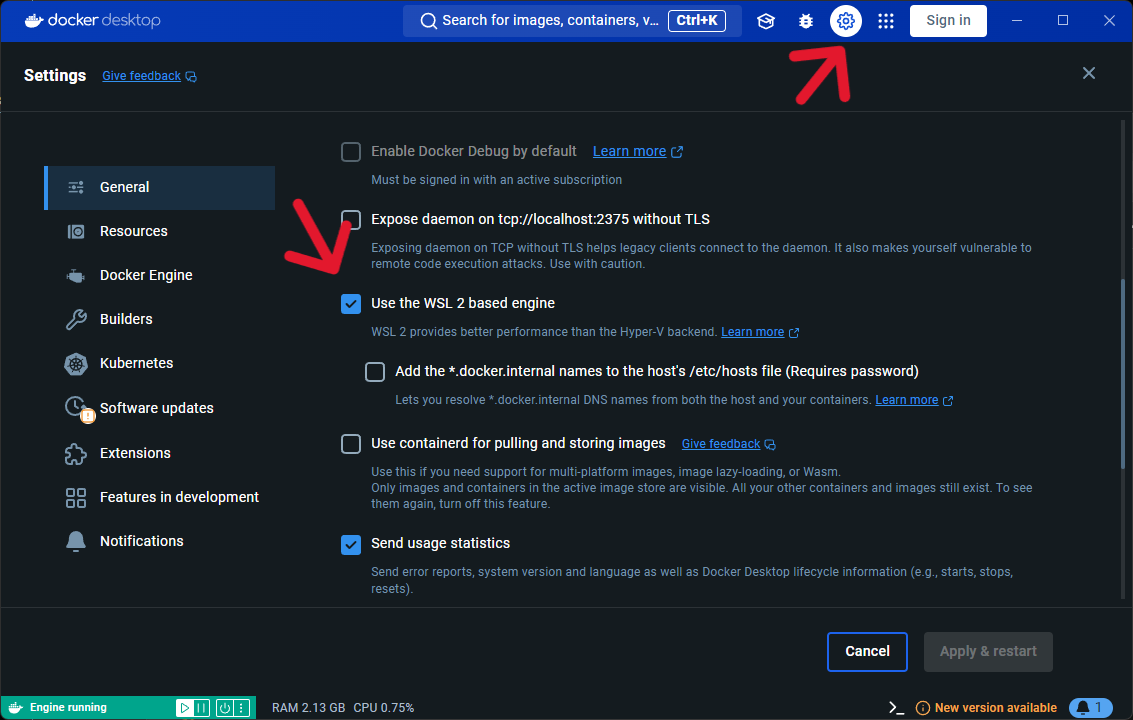 docker desktop
Search for images, containers, v... Ctrl+K
Sign in
Settings Give feedback
General
Resources
Docker Engine
Builders
Kubernetes
Software updates
Extensions
Features in development
Notifications
Enable Docker Debug by default Learn more
Must be signed in with an active subscription
Expose daemon on tcp://localhost:2375 without TLS
Exposing daemon on TCP without TLS helps legacy clients connect to the daemon. It also makes yourself vulnerable to
remote code execution attacks. Use with caution.
Use the WSL 2 based engine
WSL 2 provides better performance than the Hyper-V backend. Learn more
Add the *.docker.internal names to the host's /etc/hosts file (Requires password)
Lets you resolve *.docker.internal DNS names from both the host and your containers. Learn more
Use containerd for pulling and storing images Give feedback
Use this if you need support for multi-platform images, image lazy-loading, or Wasm.
Only images and containers in the active image store are visible. All your other containers and images still exist. To see
them again, turn off this feature.
Send usage statistics
Send error reports, system version and language as well as Docker Desktop lifecycle information (e.g., starts, stops,
resets).
Cancel Apply & restart
Engine running RAM 2.13 GB CPU 0.75% New version available 1